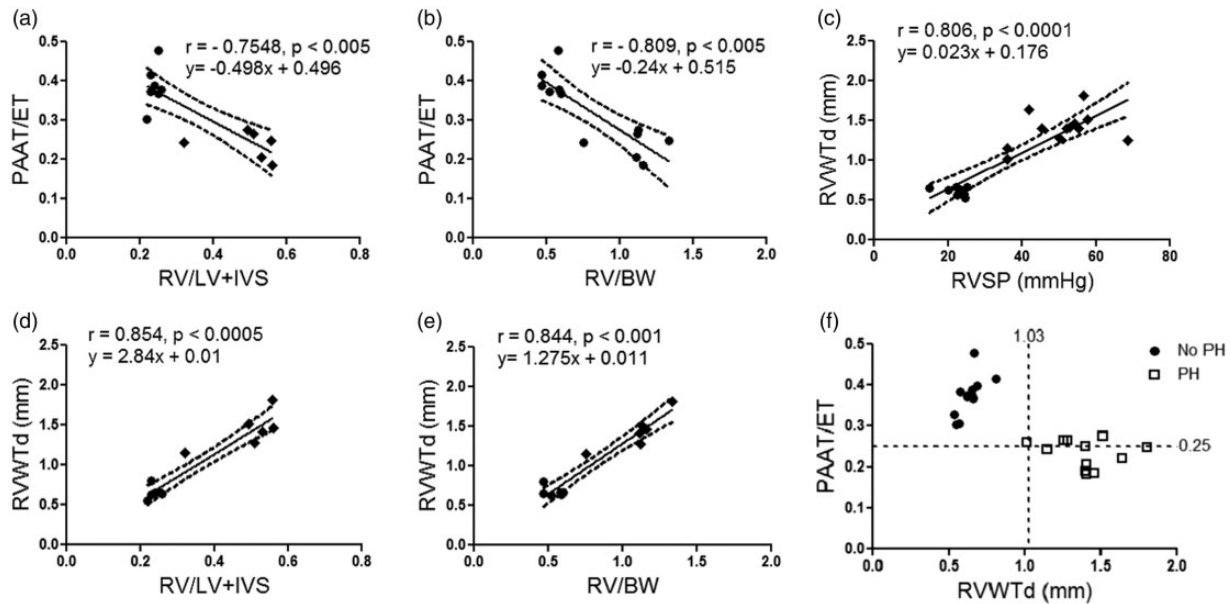 (a)
r = - 0.7548, p < 0.005
y= -0.498x + 0.496
PAAT/ET
0.5
0.4
0.3
0.2
0.1
0.0
0.0 0.2 0.4 0.6 0.8
RV/LV+IVS
(b)
r = - 0.809, p < 0.005
y= -0.24x + 0.515
PAAT/ET
0.5
0.4
0.3
0.2
0.1
0.0
0.0 0.5 1.0 1.5 2.0
RV/BW
(c)
r = 0.806, p < 0.0001
y= 0.023x + 0.176
RVWTd (mm)
2.5
2.0
1.5
1.0
0.5
0.0
0 20 40 60 80
RVSP (mmHg)
(d)
r = 0.854, p < 0.0005
y = 2.84x + 0.01
RVWTd (mm)
2.5
2.0
1.5
1.0
0.5
0.0
0.0 0.2 0.4 0.6 0.8
RV/LV+IVS
(e)
r = 0.844, p < 0.001
y = 1.275x + 0.011
RVWTd (mm)
2.5
2.0
1.5
1.0
0.5
0.0
0.0 0.5 1.0 1.5 2.0
RV/BW
(f)
1.03
No PH
PH
PAAT/ET
0.5
0.4
0.3
0.2
0.1
0.0
0.25
0.0 0.5 1.0 1.5 2.0
RVWTd (mm)